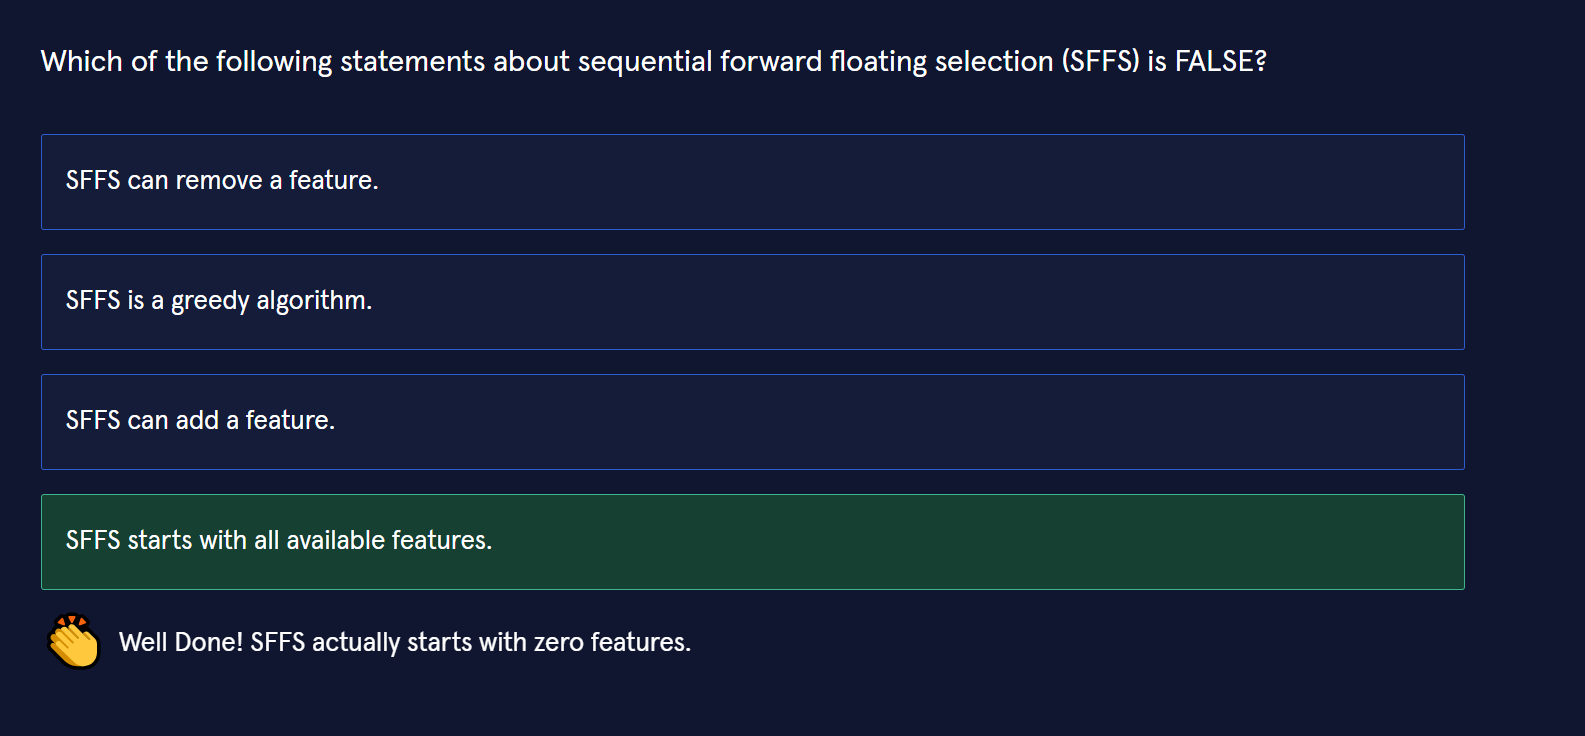 Which of the following statements about sequential forward floating selection (SFFS) is FALSE?
SFFS can remove a feature.
SFFS is a greedy algorithm.
SFFS can add a feature.
SFFS starts with all available features.
Well Done! SFFS actually starts with zero features.